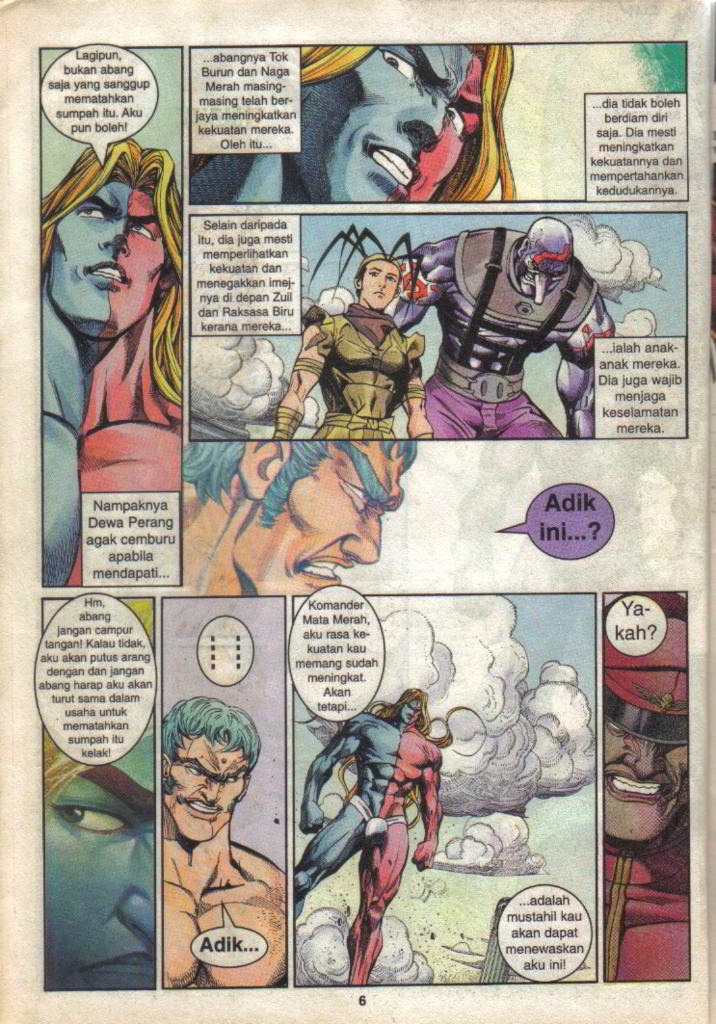 Lagipun,
bukan abang
saja yang sanggup
mematahkan
sumpah itu. Aku
pun boleh!
...abangnya Tok
Burun dan Naga
Merah masing-
masing telah ber-
jaya meningkatkan
kekuatan mereka.
Oleh itu...
...dia tidak boleh
berdiam diri
saja. Dia mesti
meningkatkan
kekuatannya dan
mempertahankan
kedudukannya.
Selain daripada
itu, dia juga mesti
memperlihatkan
kekuatan dan
menegakkan imej-
nya di depan Zuil
dan Raksasa Biru
kerana mereka...
...ialah anak-
anak mereka.
Dia juga wajib
menjaga
keselamatan
mereka.
Nampaknya
Dewa Perang
agak cemburu
apabila
mendapati...
Adik
ini...?
Hm,
abang
jangan campur
tangan! Kalau tidak,
aku akan putus arang
dengan dan jangan
abang harap aku akan
turut sama dalam
usaha untuk
mematahkan
sumpah itu
kelak!
Adik...
Komander
Mata Merah,
aku rasa ke-
kuatan kau
memang sudah
meningkat.
Akan
tetapi...
...adalah
mustahil kau
akan dapat
menewaskan
aku ini!
Ya-
kah?
6